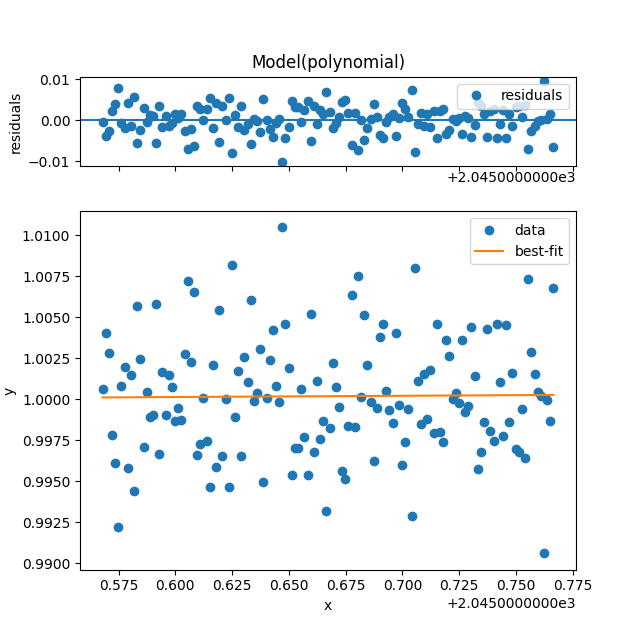 Model(polynomial)
0.01
0.00
−0.01
residuals
residuals
+2.0450000000e3
1.0100
1.0075
1.0050
1.0025
1.0000
0.9975
0.9950
0.9925
0.9900
y
data
best-fit
0.575 0.600 0.625 0.650 0.675 0.700 0.725 0.750 0.775
x
+2.0450000000e3